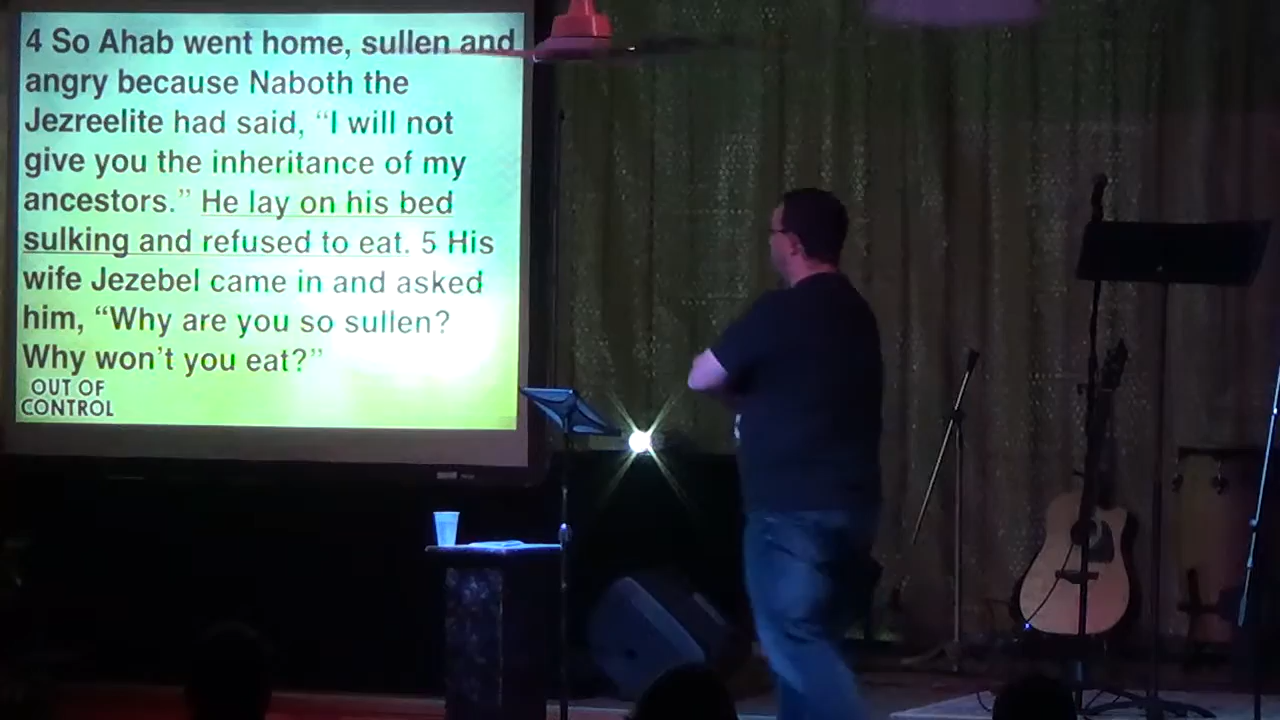 4 So Ahab went home, sullen and
angry because Naboth the
Jezreelite had said, “I will not
give you the inheritance of my
ancestors.” He lay on his bed
sulking and refused to eat. 5 His
wife Jezebel came in and asked
him, “Why are you so sullen?
Why won’t you eat?”
OUT OF
CONTROL